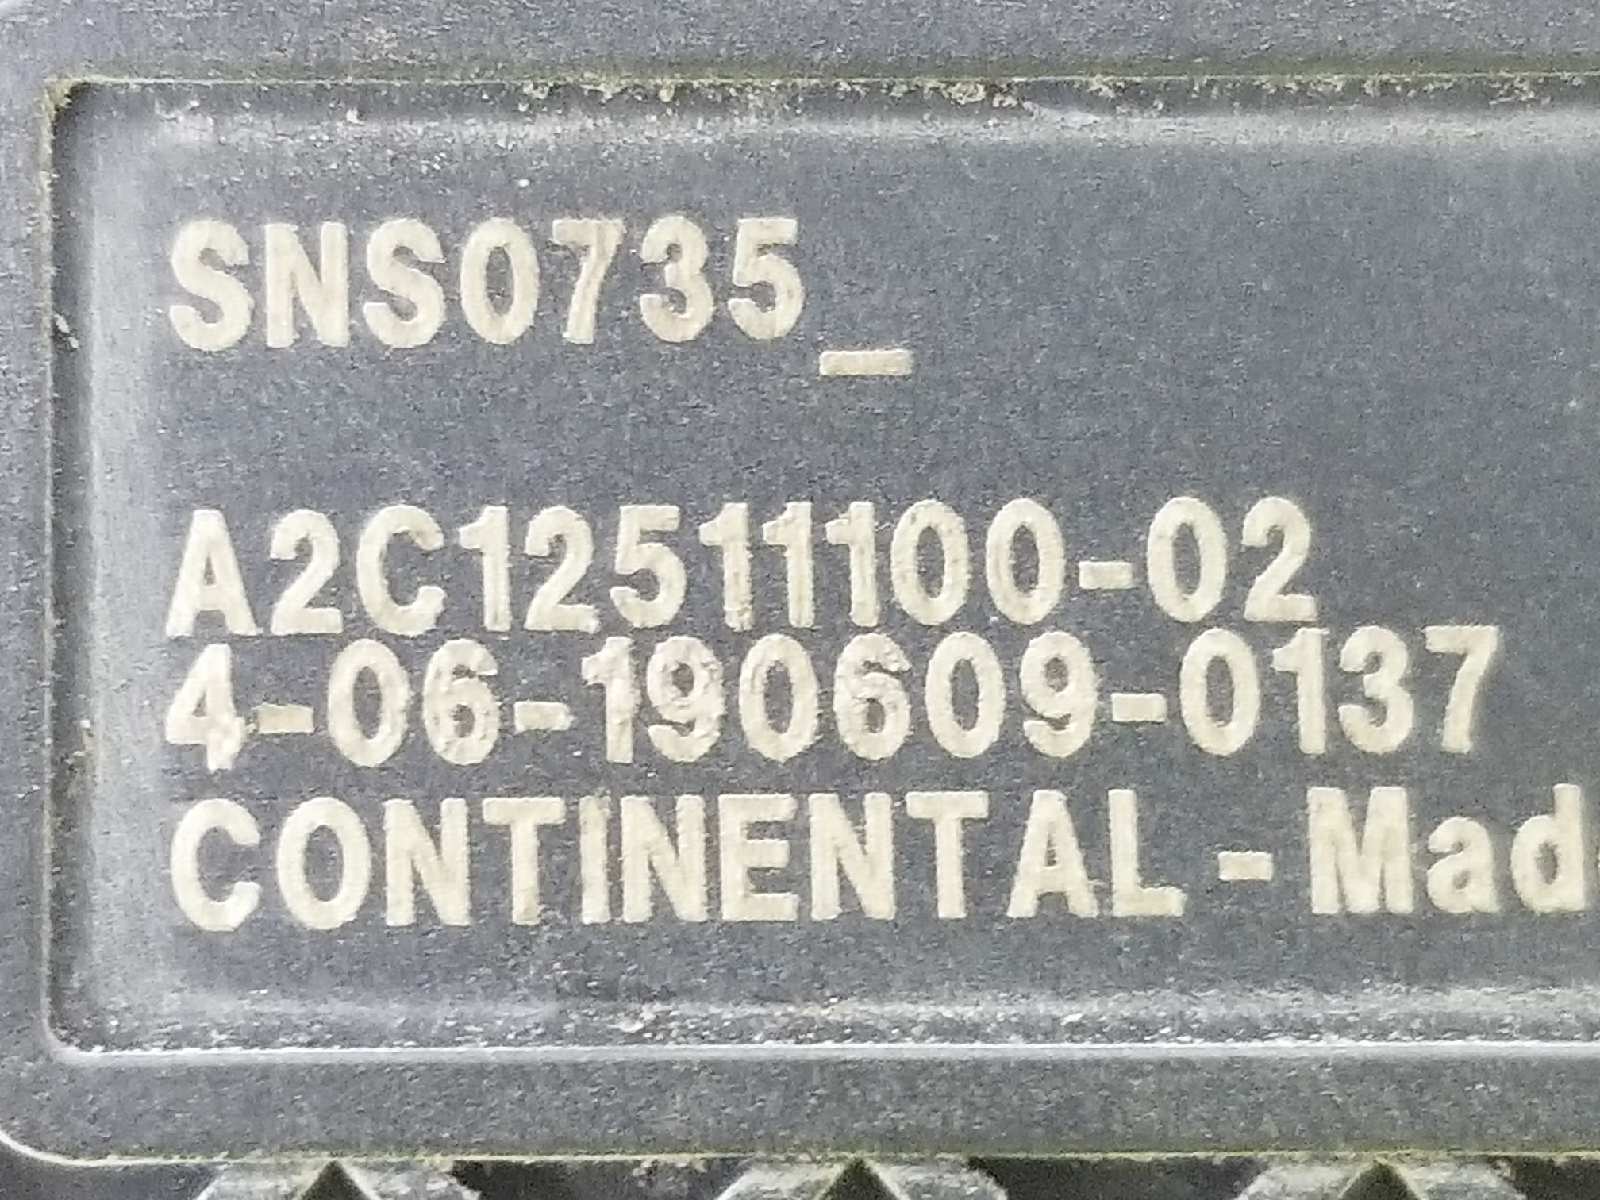 SNS0735_
A2C12511100-02
4-06-190609-0137
CONTINENTAL - Mad